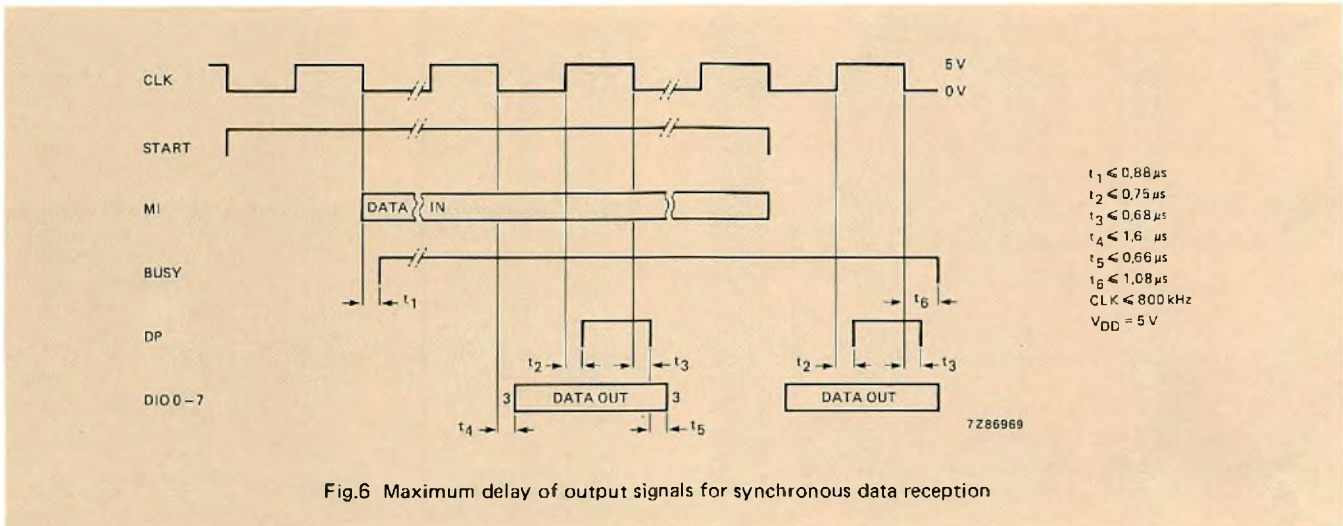 CLK
5 V
0 V
START
MI
DATA IN
BUSY
t1
t6
DP
t2
t3
t2
t3
DIO 0–7
3
DATA OUT
3
DATA OUT
t4
t5
t1 ⩽ 0,88 µs
t2 ⩽ 0,75 µs
t3 ⩽ 0,68 µs
t4 ⩽ 1,6 µs
t5 ⩽ 0,66 µs
t6 ⩽ 1,08 µs
CLK ⩽ 800 kHz
VDD = 5 V
7Z86969
Fig.6 Maximum delay of output signals for synchronous data reception